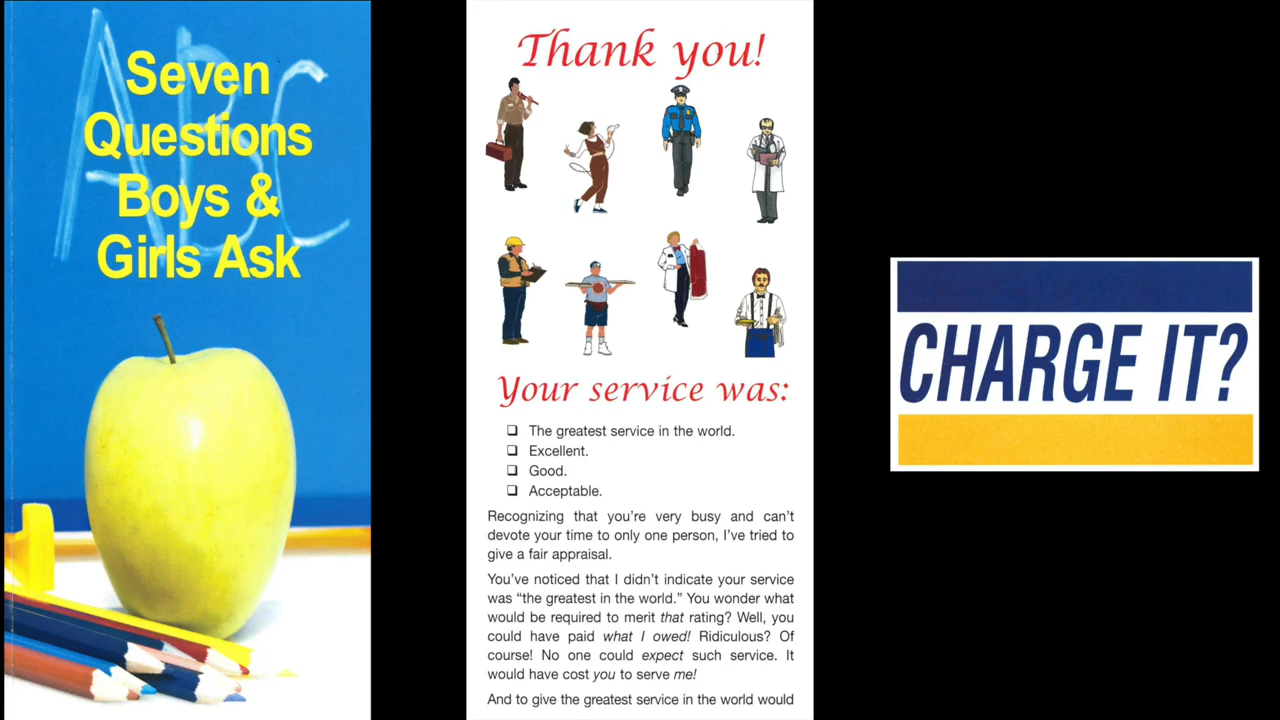 ABC
Seven
Questions
Boys &
Girls Ask
Thank you!
Your service was:
❑ The greatest service in the world.
❑ Excellent.
❑ Good.
❑ Acceptable.
Recognizing that you're very busy and can't
devote your time to only one person, I've tried to
give a fair appraisal.
You've noticed that I didn't indicate your service
was “the greatest in the world.” You wonder what
would be required to merit that rating? Well, you
could have paid what I owed! Ridiculous? Of
course! No one could expect such service. It
would have cost you to serve me!
And to give the greatest service in the world would
CHARGE IT?